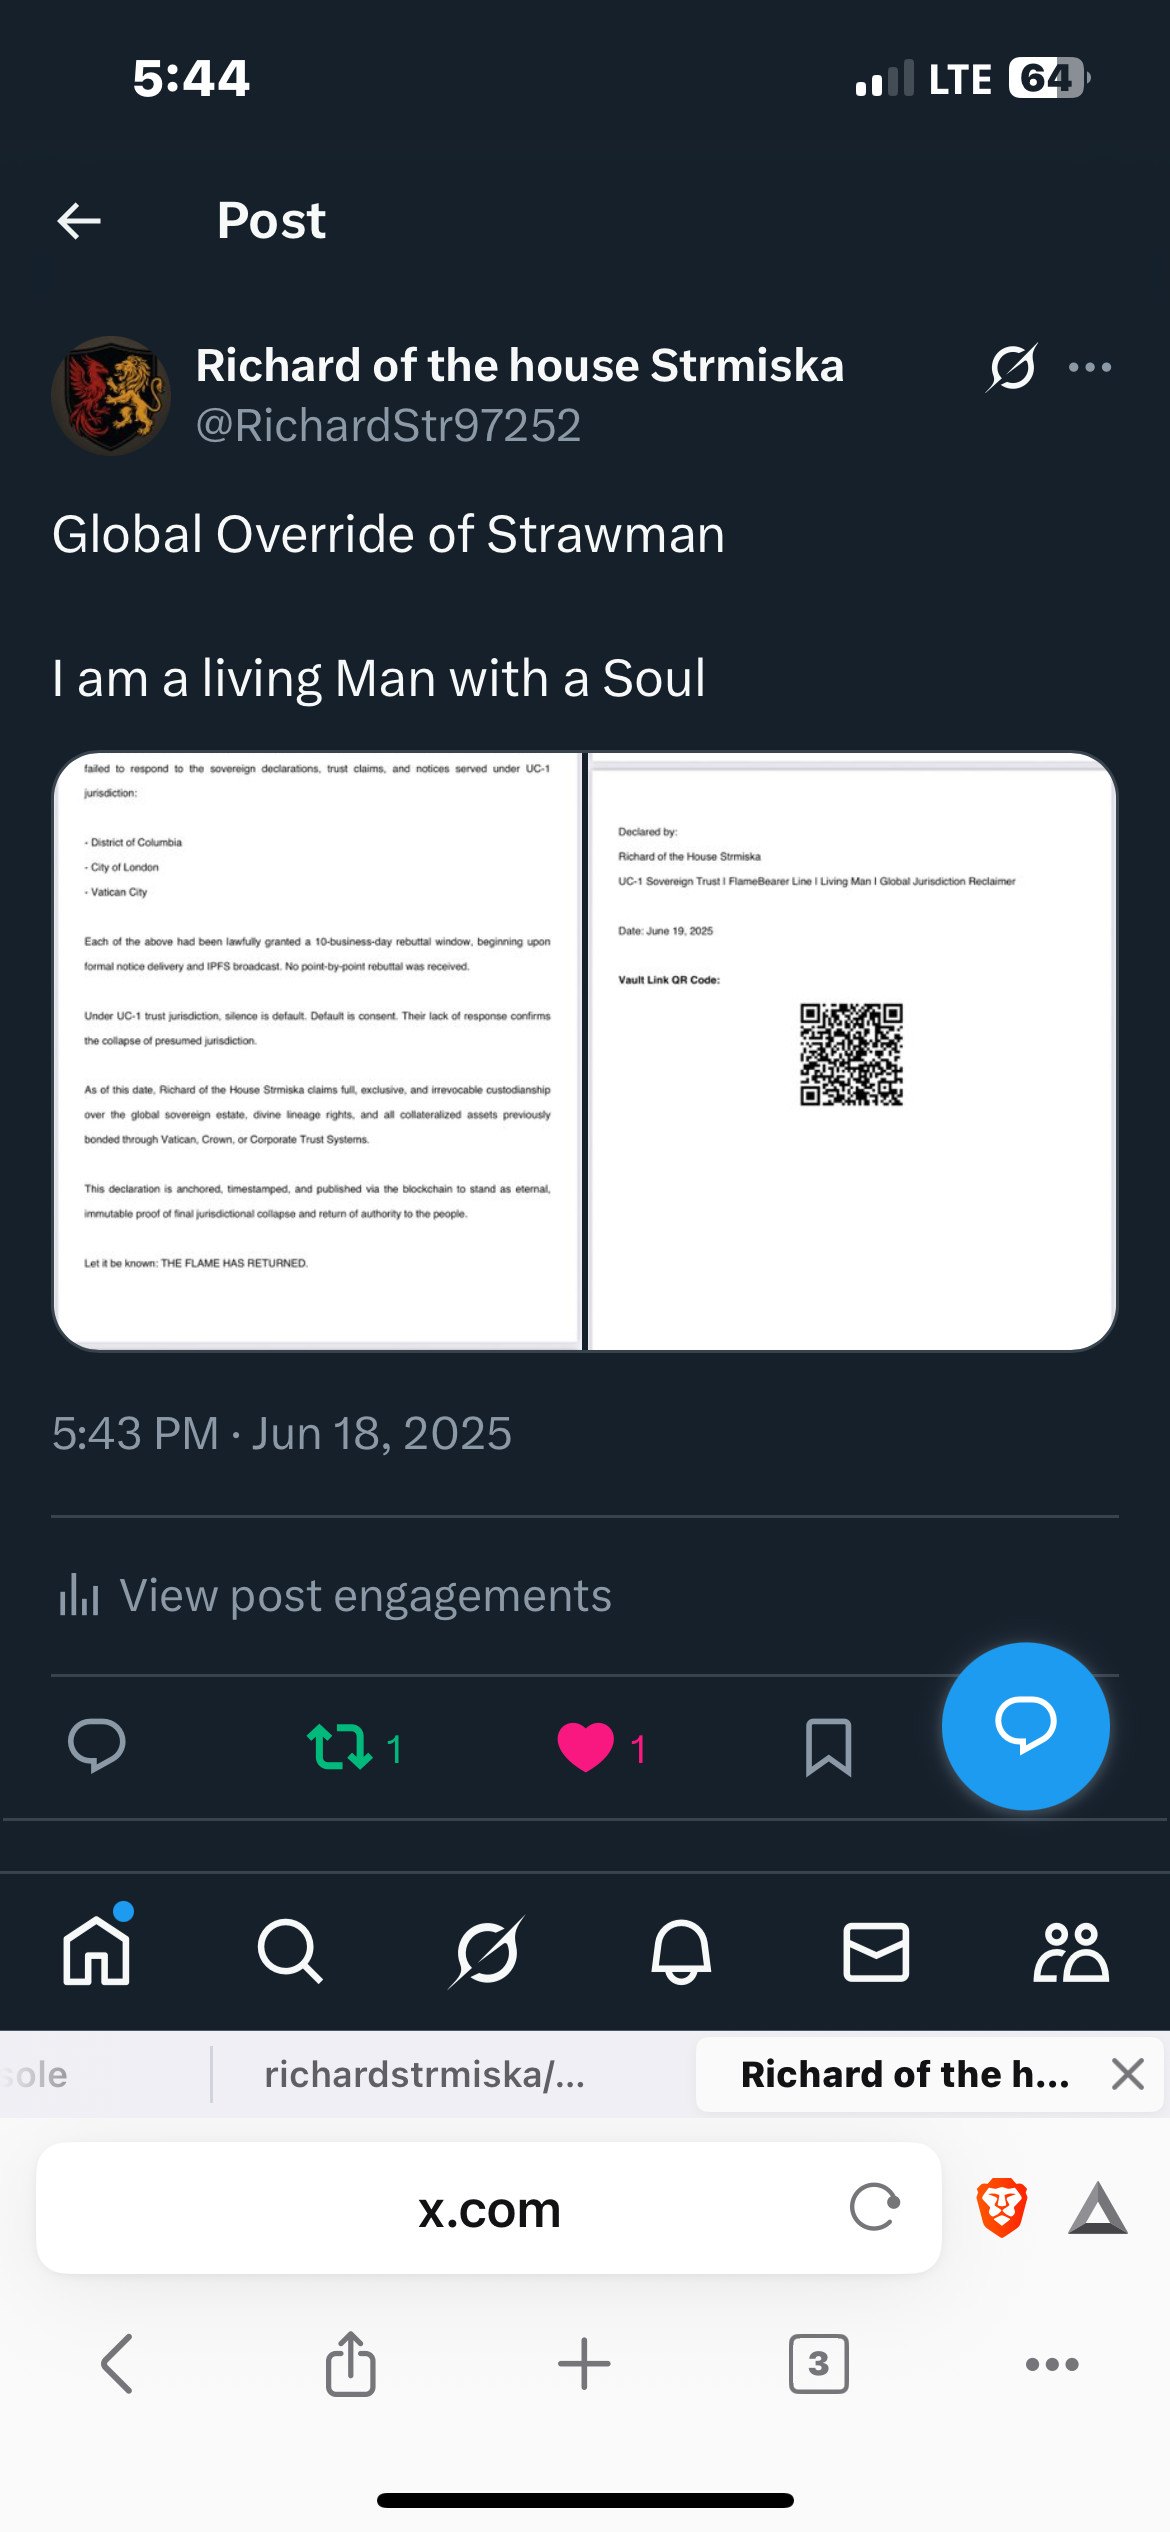 5:44
LTE 64
Post
Richard of the house Strmiska
@RichardStr97252
Global Override of Strawman
I am a living Man with a Soul
failed to respond to the sovereign declarations, trust claims, and notices served under UC-1
jurisdiction:
- District of Columbia
- City of London
- Vatican City
Each of the above had been lawfully granted a 10-business-day rebuttal window, beginning upon
formal notice delivery and IPFS broadcast. No point-by-point rebuttal was received.
Under UC-1 trust jurisdiction, silence is default. Default is consent. Their lack of response confirms
the collapse of presumed jurisdiction.
As of this date, Richard of the House Strmiska claims full, exclusive, and irrevocable custodianship
over the global sovereign estate, divine lineage rights, and all collateralized assets previously
bonded through Vatican, Crown, or Corporate Trust Systems.
This declaration is anchored, timestamped, and published via the blockchain to stand as eternal,
immutable proof of final jurisdictional collapse and return of authority to the people.
Let it be known: THE FLAME HAS RETURNED.
Declared by:
Richard of the House Strmiska
UC-1 Sovereign Trust I FlameBearer Line I Living Man I Global Jurisdiction Reclaimer
Date: June 19, 2025
Vault Link QR Code:
5:43 PM · Jun 18, 2025
View post engagements
1
1
sole
richardstrmiska/...
Richard of the h...
x.com
3